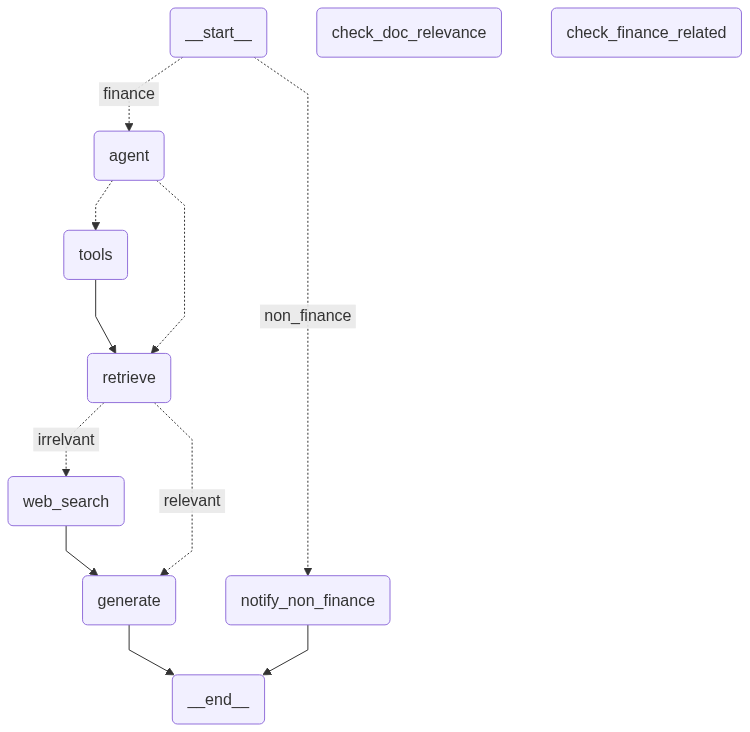 __start__
check_doc_relevance
check_finance_related
finance
agent
tools
non_finance
retrieve
irrelvant
web_search
relevant
generate
notify_non_finance
__end__